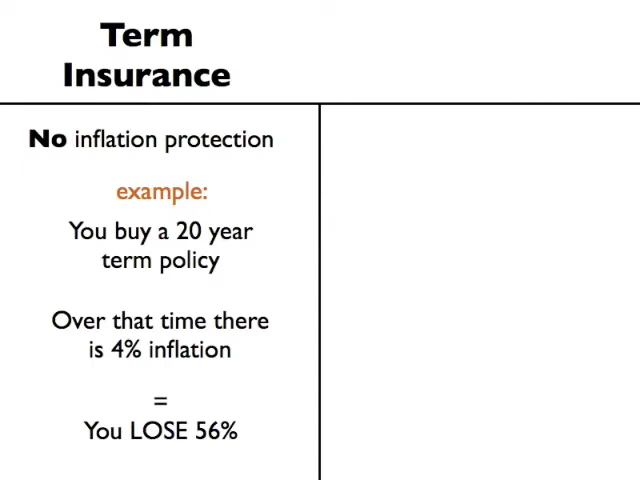 Term
Insurance
No inflation protection
example:
You buy a 20 year
term policy
Over that time there
is 4% inflation
=
You LOSE 56%